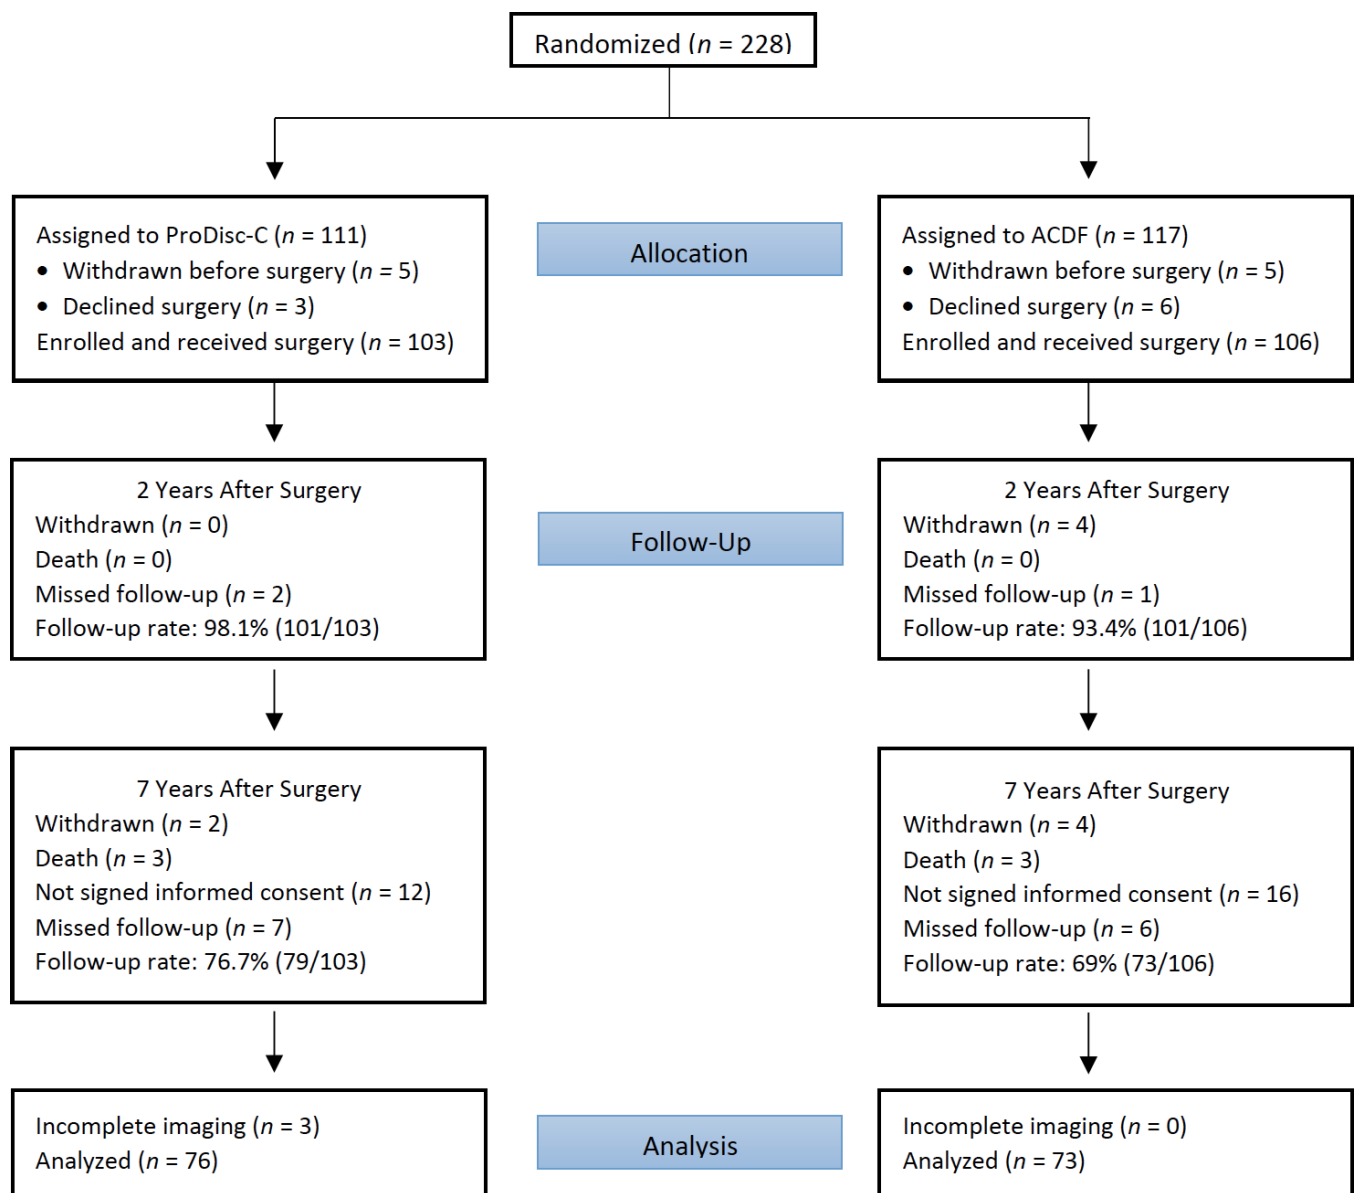 Randomized (n = 228)
Assigned to ProDisc-C (n = 111)
• Withdrawn before surgery (n = 5)
• Declined surgery (n = 3)
Enrolled and received surgery (n = 103)
Allocation
Assigned to ACDF (n = 117)
• Withdrawn before surgery (n = 5)
• Declined surgery (n = 6)
Enrolled and received surgery (n = 106)
2 Years After Surgery
Withdrawn (n = 0)
Death (n = 0)
Missed follow-up (n = 2)
Follow-up rate: 98.1% (101/103)
Follow-Up
2 Years After Surgery
Withdrawn (n = 4)
Death (n = 0)
Missed follow-up (n = 1)
Follow-up rate: 93.4% (101/106)
7 Years After Surgery
Withdrawn (n = 2)
Death (n = 3)
Not signed informed consent (n = 12)
Missed follow-up (n = 7)
Follow-up rate: 76.7% (79/103)
7 Years After Surgery
Withdrawn (n = 4)
Death (n = 3)
Not signed informed consent (n = 16)
Missed follow-up (n = 6)
Follow-up rate: 69% (73/106)
Incomplete imaging (n = 3)
Analyzed (n = 76)
Analysis
Incomplete imaging (n = 0)
Analyzed (n = 73)